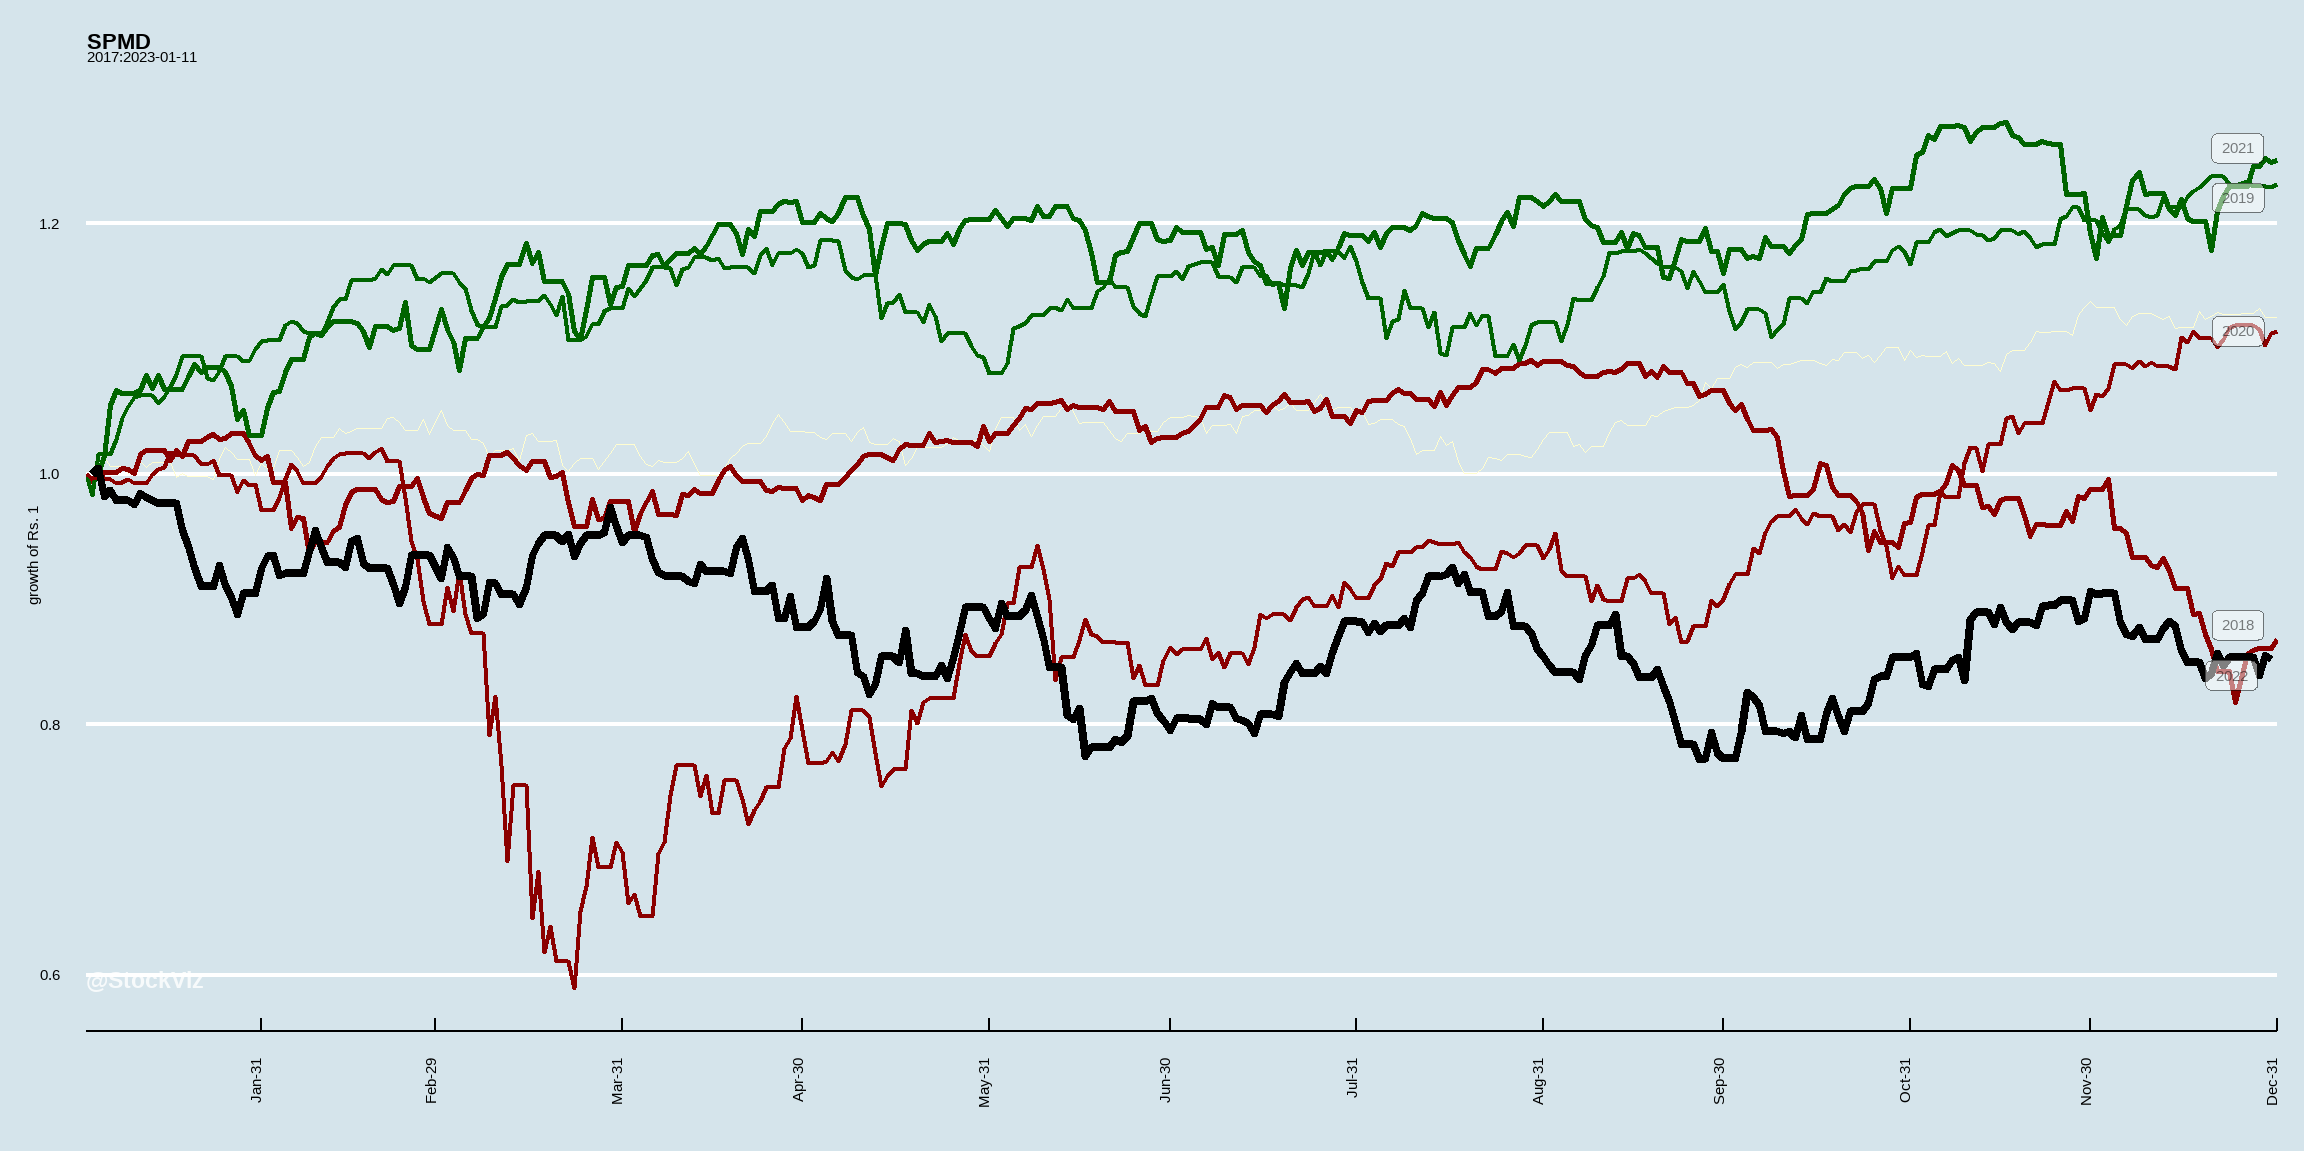 SPMD
2017:2023-01-11
growth of Rs. 1
1.2
1.0
0.8
0.6
2021
2019
2020
2018
2022
@StockViz
Jan-31
Feb-29
Mar-31
Apr-30
May-31
Jun-30
Jul-31
Aug-31
Sep-30
Oct-31
Nov-30
Dec-31